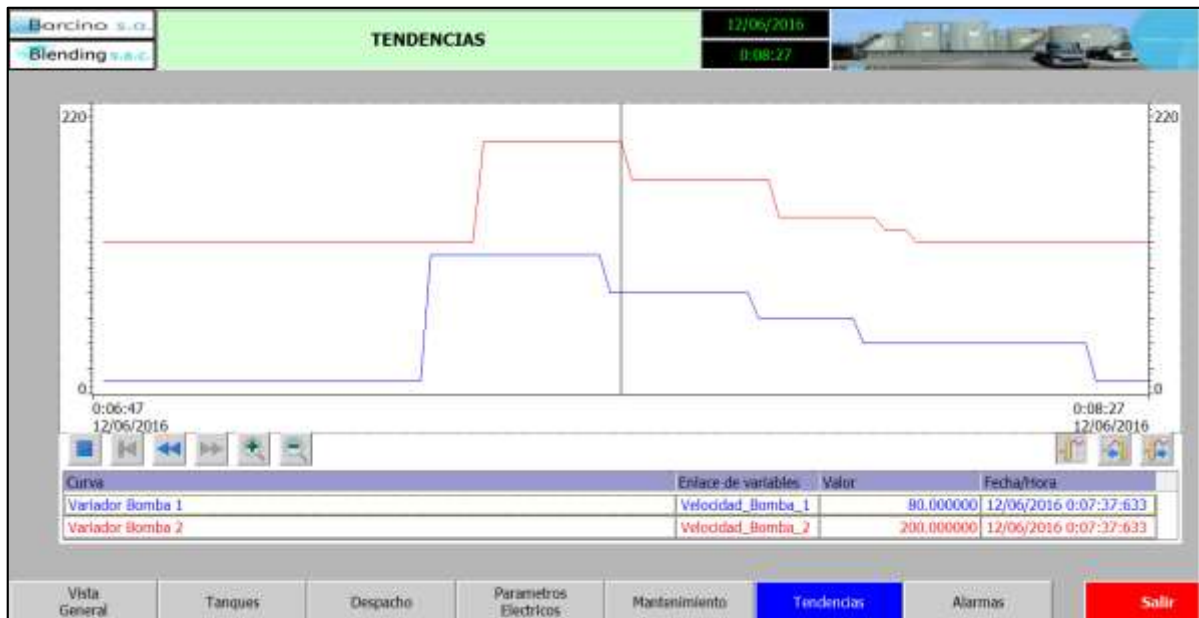 Barcino s.a.
Blending s.a.c.
TENDENCIAS
12/06/2016
0:08:27
220
220
0
0
0:06:47
12/06/2016
0:08:27
12/06/2016
Curva Enlace de variables Valor Fecha/Hora
Variador Bomba 1 Velocidad_Bomba_1 80.000000 12/06/2016 0:07:37:633
Variador Bomba 2 Velocidad_Bomba_2 200.000000 12/06/2016 0:07:37:633
Vista General
Tanques
Despacho
Parametros Electricos
Mantenimiento
Tendencias
Alarmas
Salir